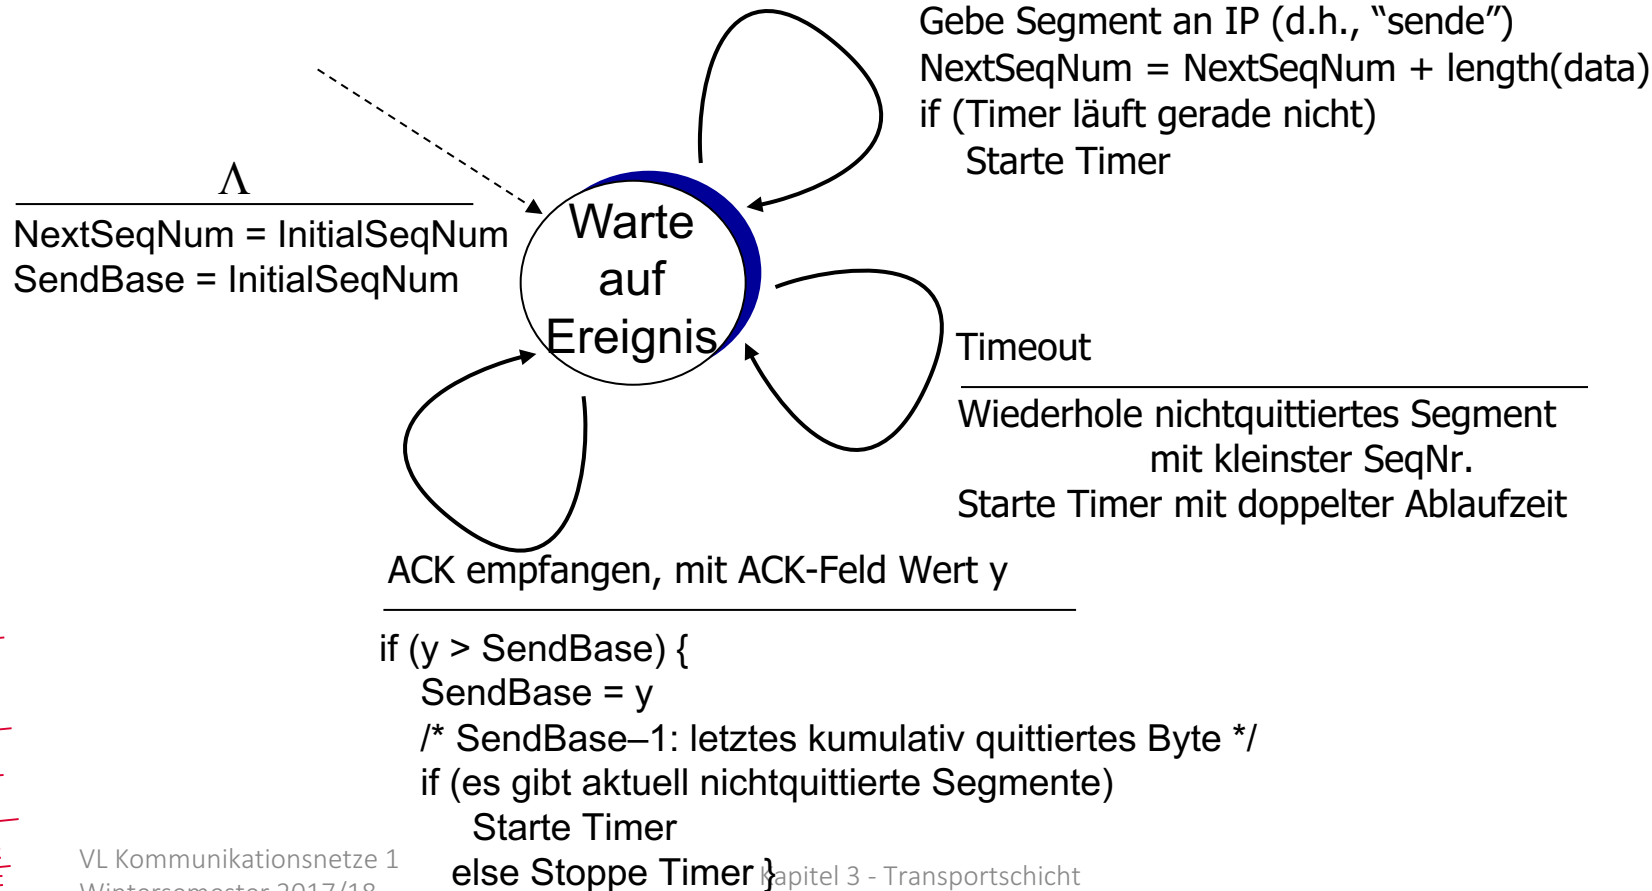 Gebe Segment an IP (d.h., “sende”)
NextSeqNum = NextSeqNum + length(data)
if (Timer läuft gerade nicht)
Starte Timer
Λ
NextSeqNum = InitialSeqNum
SendBase = InitialSeqNum
Warte
auf
Ereignis
Timeout
Wiederhole nichtquittiertes Segment
mit kleinster SeqNr.
Starte Timer mit doppelter Ablaufzeit
ACK empfangen, mit ACK-Feld Wert y
if (y > SendBase) {
SendBase = y
/* SendBase–1: letztes kumulativ quittiertes Byte */
if (es gibt aktuell nichtquittierte Segmente)
Starte Timer
else Stoppe Timer }
VL Kommunikationsnetze 1
Wintersemester 2017/18
Kapitel 3 - Transportschicht